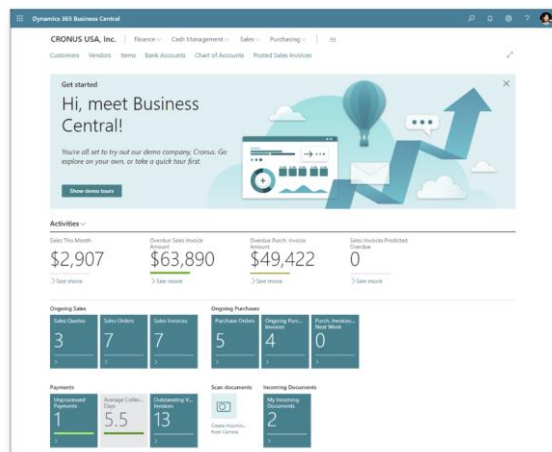 Dynamics 365 Business Central
CRONUS USA, Inc.
Finance
Cash Management
Sales
Purchasing
Customers
Vendors
Items
Bank Accounts
Chart of Accounts
Posted Sales Invoices
Get started
Hi, meet Business
Central!
You're all set to try out our demo company, Cronus. Go
explore on your own, or take a quick tour first.
Show demo tours
Activities
Sales This Month
$2,907
See more
Overdue Sales Invoice
Amount
$63,890
See more
Overdue Purch. Invoice
Amount
$49,422
See more
Sales Invoices Predicted
Overdue
0
See more
Ongoing Sales
Sales Quotes
3
Sales Orders
7
Sales Invoices
7
Ongoing Purchases
Purchase Orders
5
Ongoing Purc...
Invoices
4
Purch. Invoices...
Next Week
0
Payments
Unprocessed
Payments
1
Average Collec...
Days
5.5
Outstanding V...
Invoices
13
Scan documents
Create Incomin...
from Camera
Incoming Documents
My Incoming
Documents
2